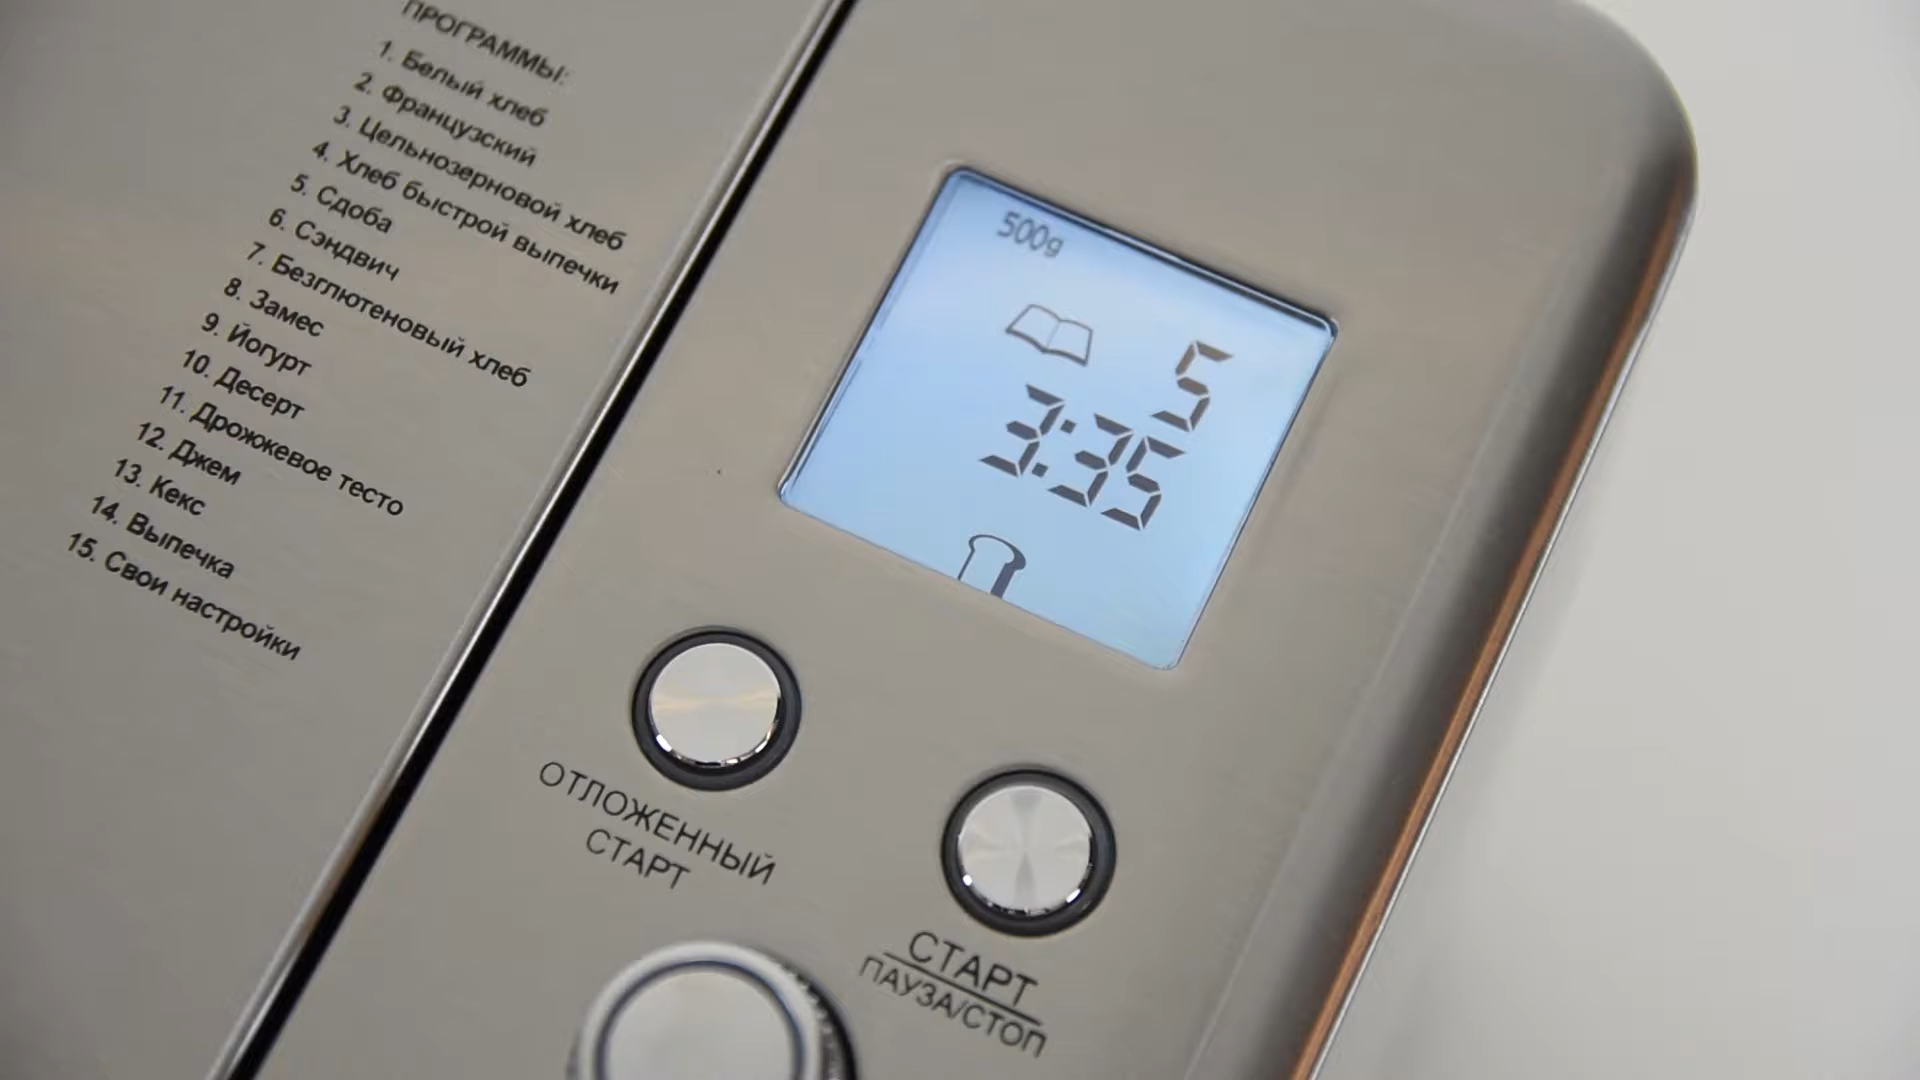 ПРОГРАММЫ:
1. Белый хлеб
2. Французский
3. Цельнозерновой хлеб
4. Хлеб быстрой выпечки
5. Сдоба
6. Сэндвич
7. Безглютеновый хлеб
8. Замес
9. Йогурт
10. Десерт
11. Дрожжевое тесто
12. Джем
13. Кекс
14. Выпечка
15. Свои настройки
500g
5
3:35
ОТЛОЖЕННЫЙ
СТАРТ
СТАРТ
ПАУЗА/СТОП